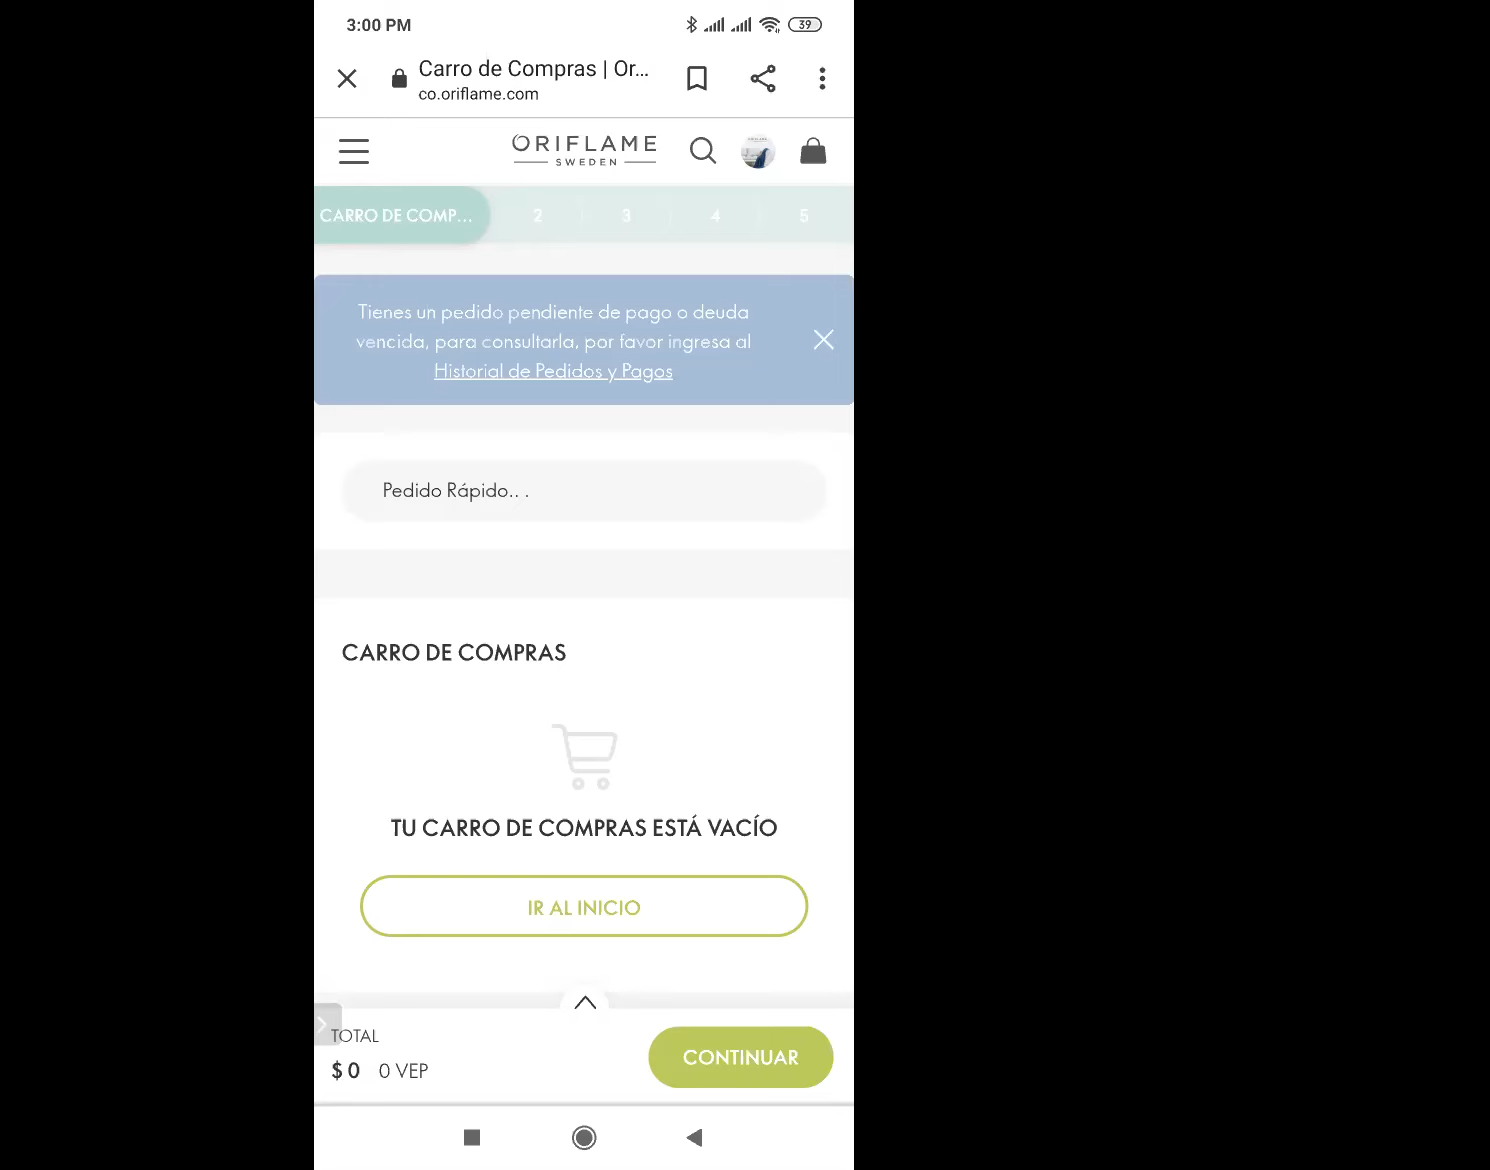 3:00 PM
39
Carro de Compras | Or...
co.oriflame.com
ORIFLAME
SWEDEN
CARRO DE COMP...
2
3
4
5
Tienes un pedido pendiente de pago o deuda
vencida, para consultarla, por favor ingresa al
Historial de Pedidos y Pagos
Pedido Rápido.. .
CARRO DE COMPRAS
TU CARRO DE COMPRAS ESTÁ VACÍO
IR AL INICIO
TOTAL
$ 0 0 VEP
CONTINUAR